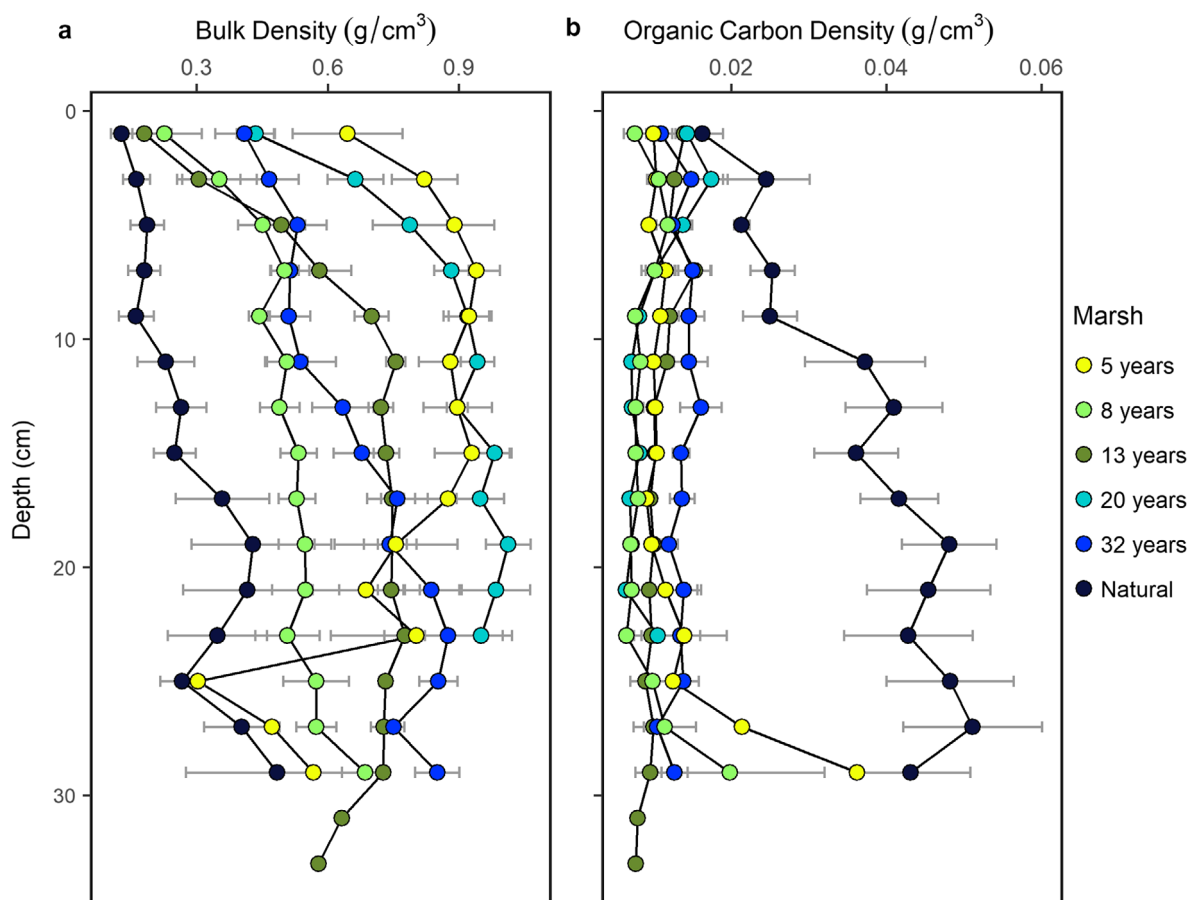 a Bulk Density (g/cm³) b Organic Carbon Density (g/cm³)
0.3 0.6 0.9 0.02 0.04 0.06
0
10
20
30
Depth (cm)
Marsh
5 years
8 years
13 years
20 years
32 years
Natural